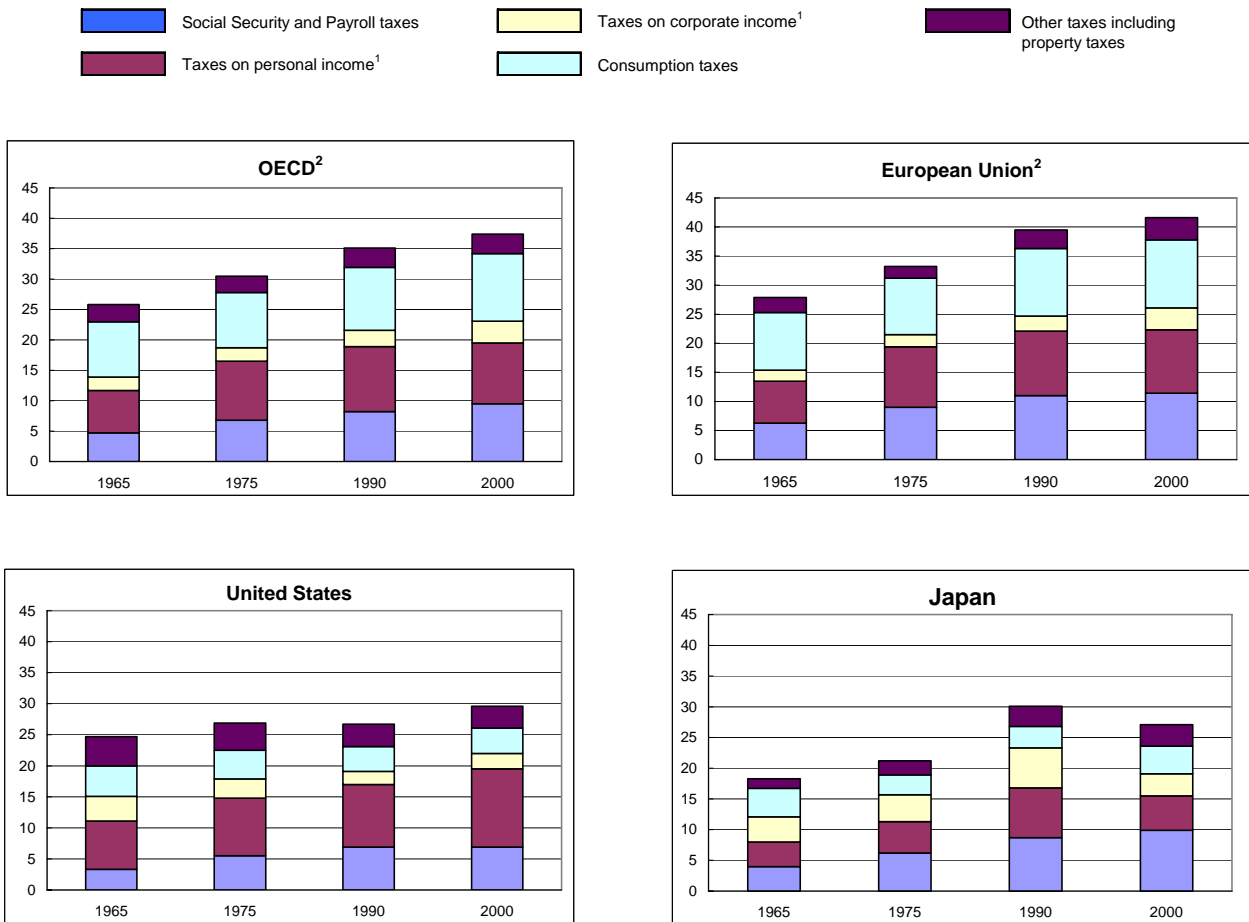 Social Security and Payroll taxes
Taxes on corporate income¹
Other taxes including
property taxes
Taxes on personal income¹
Consumption taxes
OECD²
45
40
35
30
25
20
15
10
5
0
1965 1975 1990 2000
European Union²
45
40
35
30
25
20
15
10
5
0
1965 1975 1990 2000
United States
45
40
35
30
25
20
15
10
5
0
1965 1975 1990 2000
Japan
45
40
35
30
25
20
15
10
5
0
1965 1975 1990 2000